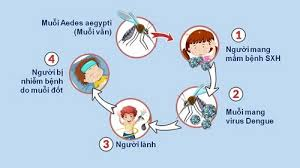 Muỗi Aedes aegypti
(Muỗi vằn)
1
Người mang
mầm bệnh SXH
2
Muỗi mang
virus Dengue
3 Người lành
4
Người bị
nhiễm bệnh
do muỗi đốt